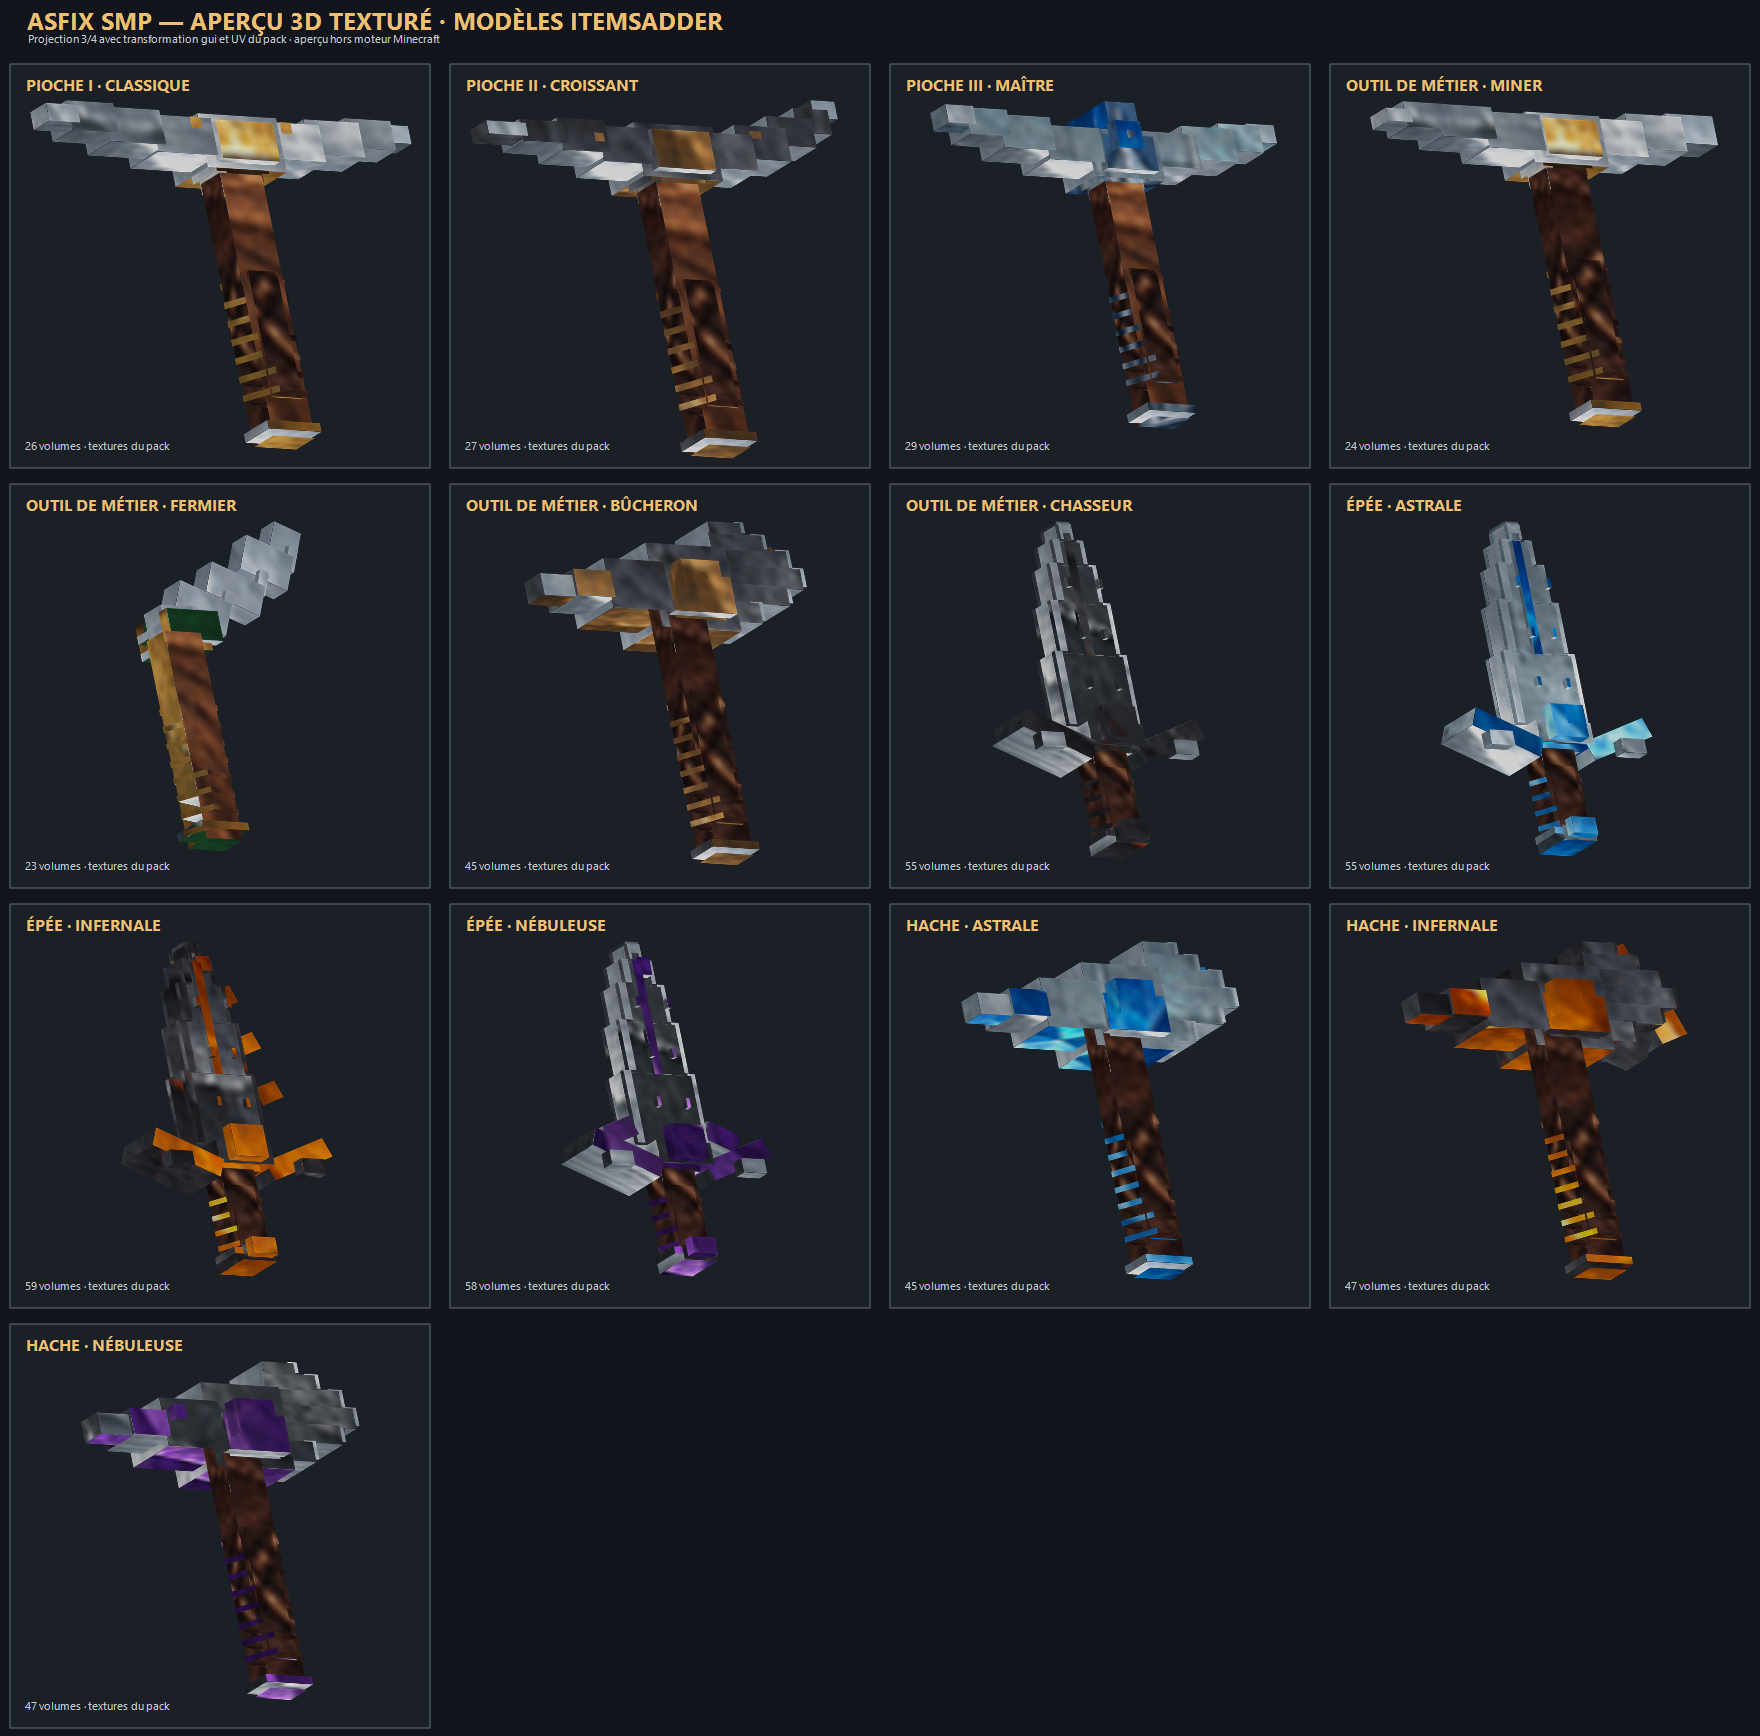 ASFIX SMP — APERÇU 3D TEXTURÉ · MODÈLES ITEMSADDER
Projection 3/4 avec transformation gui et UV du pack · aperçu hors moteur Minecraft
PIOCHE I · CLASSIQUE
26 volumes · textures du pack
PIOCHE II · CROISSANT
27 volumes · textures du pack
PIOCHE III · MAÎTRE
29 volumes · textures du pack
OUTIL DE MÉTIER · MINER
24 volumes · textures du pack
OUTIL DE MÉTIER · FERMIER
23 volumes · textures du pack
OUTIL DE MÉTIER · BÛCHERON
45 volumes · textures du pack
OUTIL DE MÉTIER · CHASSEUR
55 volumes · textures du pack
ÉPÉE · ASTRALE
55 volumes · textures du pack
ÉPÉE · INFERNALE
59 volumes · textures du pack
ÉPÉE · NÉBULEUSE
58 volumes · textures du pack
HACHE · ASTRALE
45 volumes · textures du pack
HACHE · INFERNALE
47 volumes · textures du pack
HACHE · NÉBULEUSE
47 volumes · textures du pack